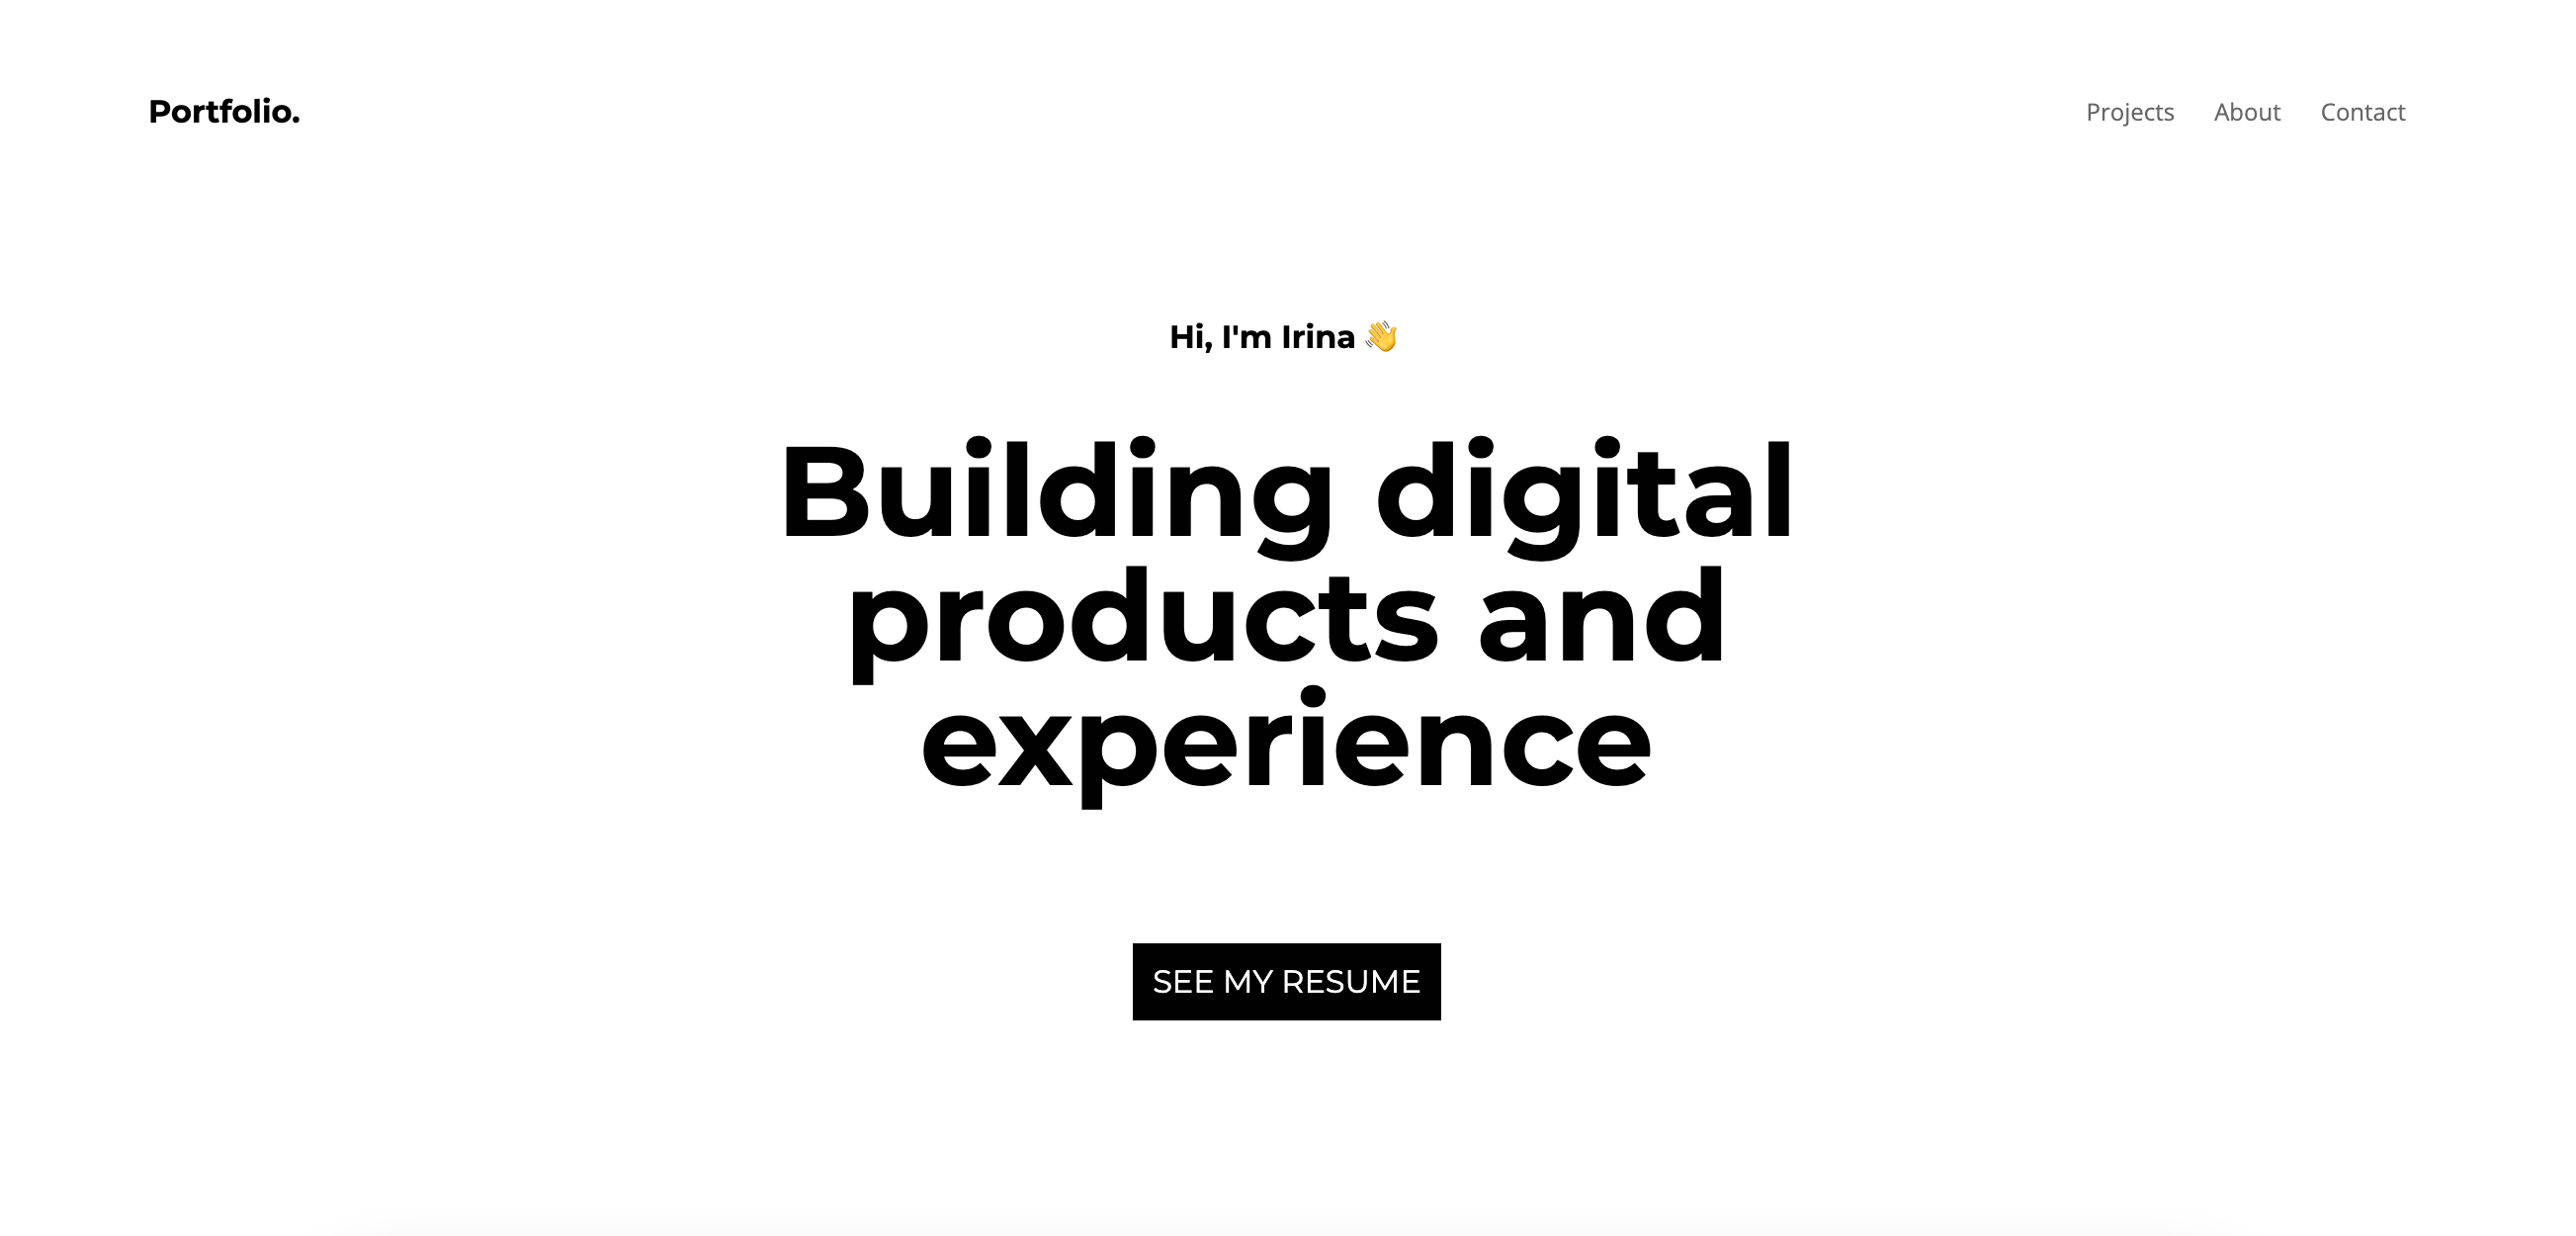 Portfolio.
Projects About Contact
Hi, I'm Irina 👋
Building digital
products and
experience
SEE MY RESUME